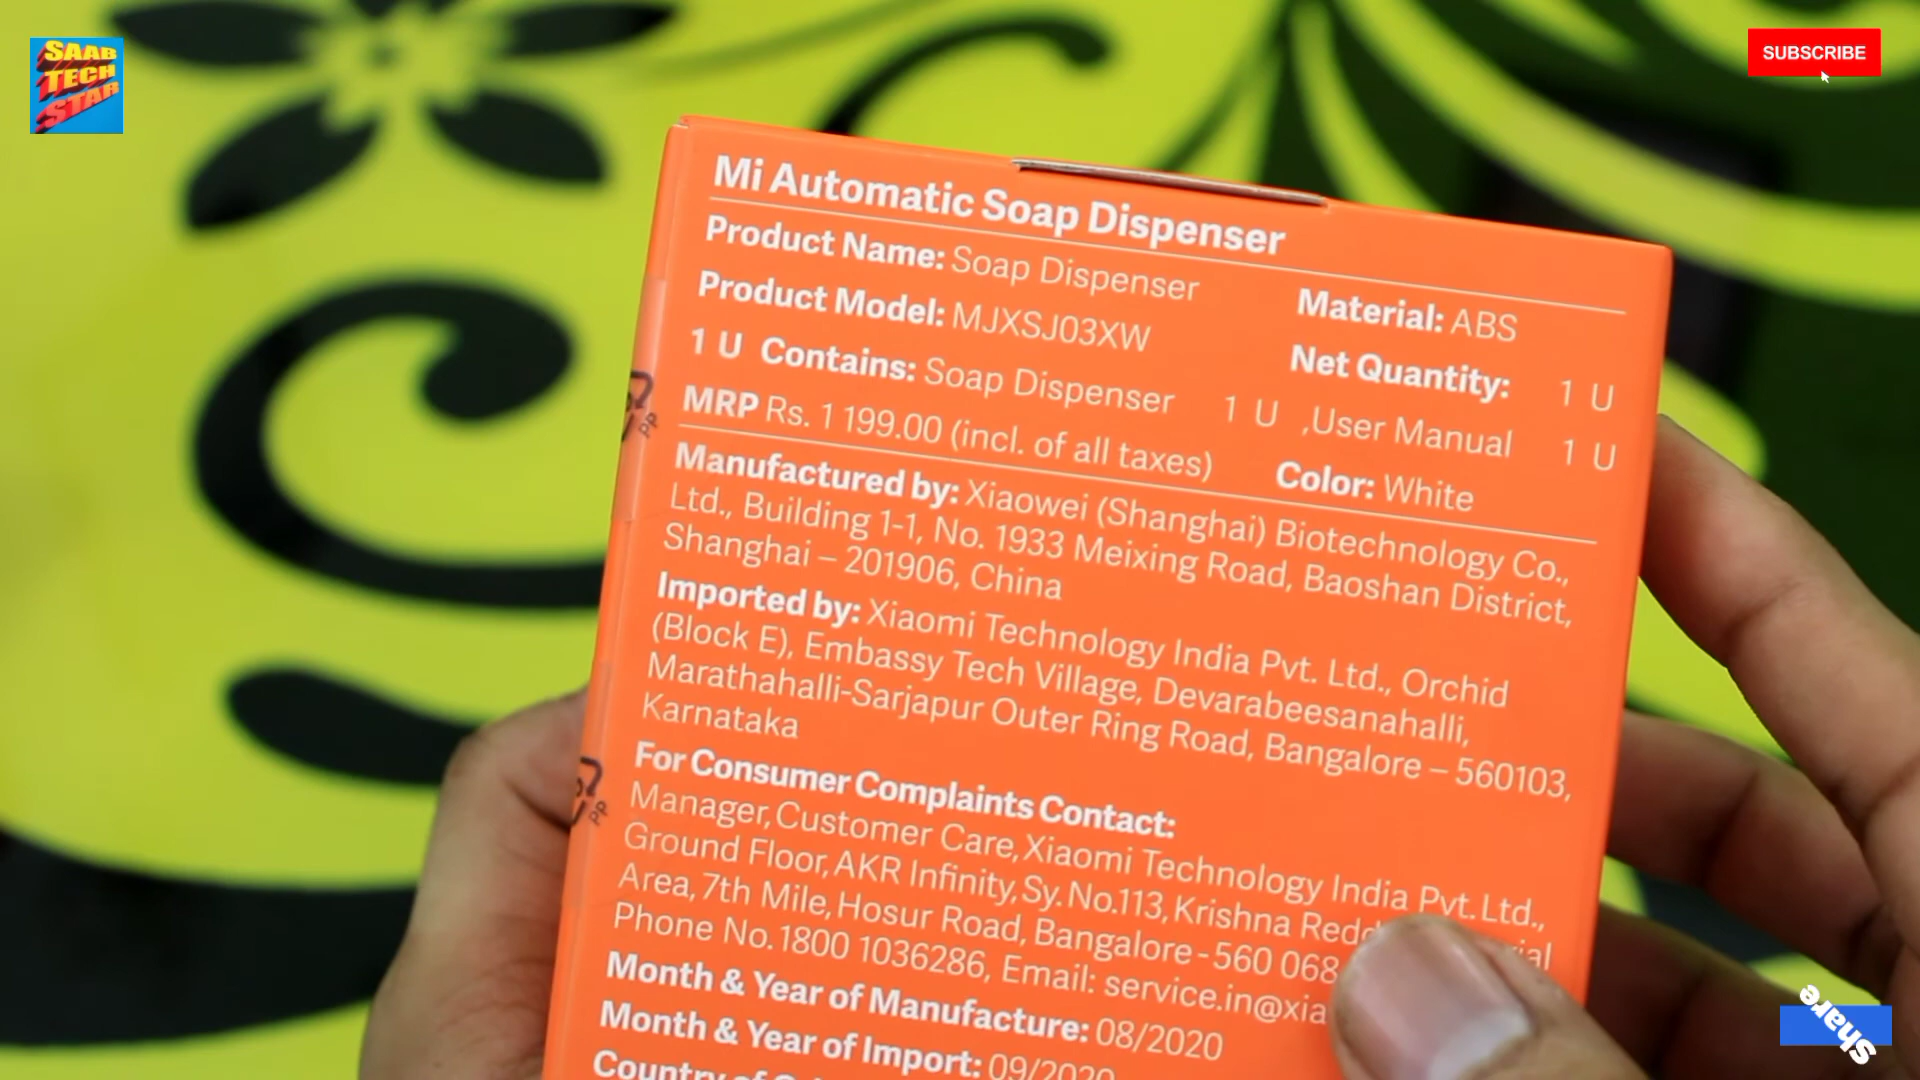 SAAB
TECH
STAR
SUBSCRIBE
Mi Automatic Soap Dispenser
Product Name: Soap Dispenser
Material: ABS
Product Model: MJXSJ03XW
Net Quantity: 1 U
1 U Contains: Soap Dispenser 1 U ,User Manual 1 U
MRP Rs. 1 199.00 (incl. of all taxes)
Color: White
Manufactured by: Xiaowei (Shanghai) Biotechnology Co.,
Ltd., Building 1-1, No. 1933 Meixing Road, Baoshan District,
Shanghai – 201906, China
Imported by: Xiaomi Technology India Pvt. Ltd., Orchid
(Block E), Embassy Tech Village, Devarabeesanahalli,
Marathahalli-Sarjapur Outer Ring Road, Bangalore – 560103,
Karnataka
For Consumer Complaints Contact:
Manager,Customer Care,Xiaomi Technology India Pvt.Ltd.,
Ground Floor,AKR Infinity,Sy.No.113,Krishna
Area,7th Mile,Hosur Road,Bangalore-560 068
Phone No.1800 1036286, Email:
Month & Year of Manufacture: 08/2020
Month & Year of Import: 09/2020
Country of
PP
PP
Share